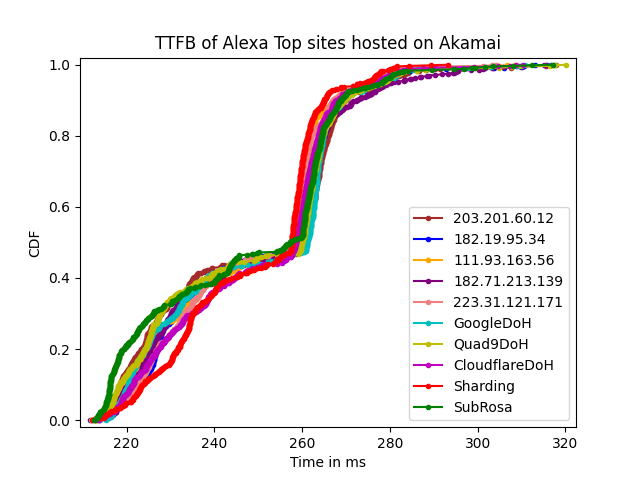 TTFB of Alexa Top sites hosted on Akamai
1.0
0.8
0.6
0.4
0.2
0.0
CDF
203.201.60.12
182.19.95.34
111.93.163.56
182.71.213.139
223.31.121.171
GoogleDoH
Quad9DoH
CloudflareDoH
Sharding
SubRosa
220 240 260 280 300 320
Time in ms